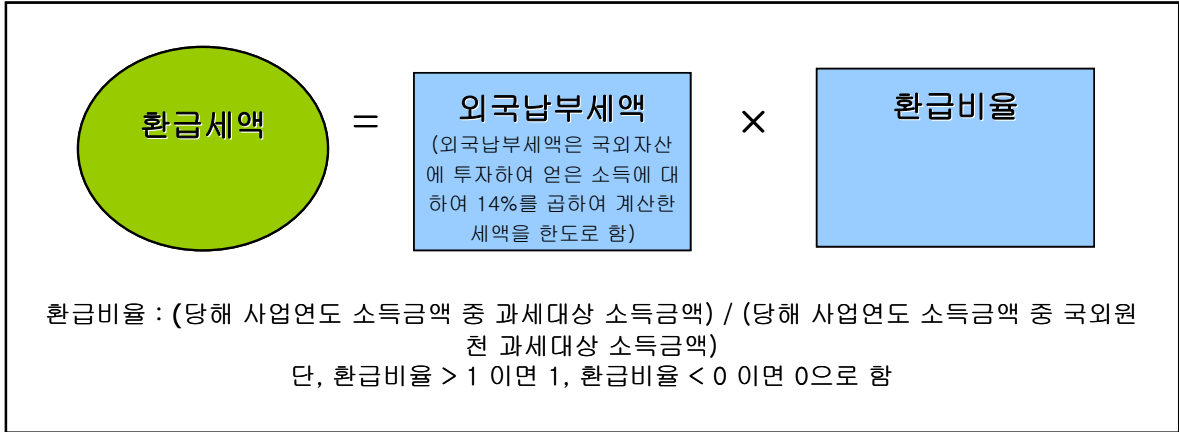 환급세액
=
외국납부세액
(외국납부세액은 국외자산
에 투자하여 얻은 소득에 대
하여 14%를 곱하여 계산한
세액을 한도로 함)
×
환급비율
환급비율 : (당해 사업연도 소득금액 중 과세대상 소득금액) / (당해 사업연도 소득금액 중 국외원
천 과세대상 소득금액)
단, 환급비율 > 1 이면 1, 환급비율 < 0 이면 0으로 함